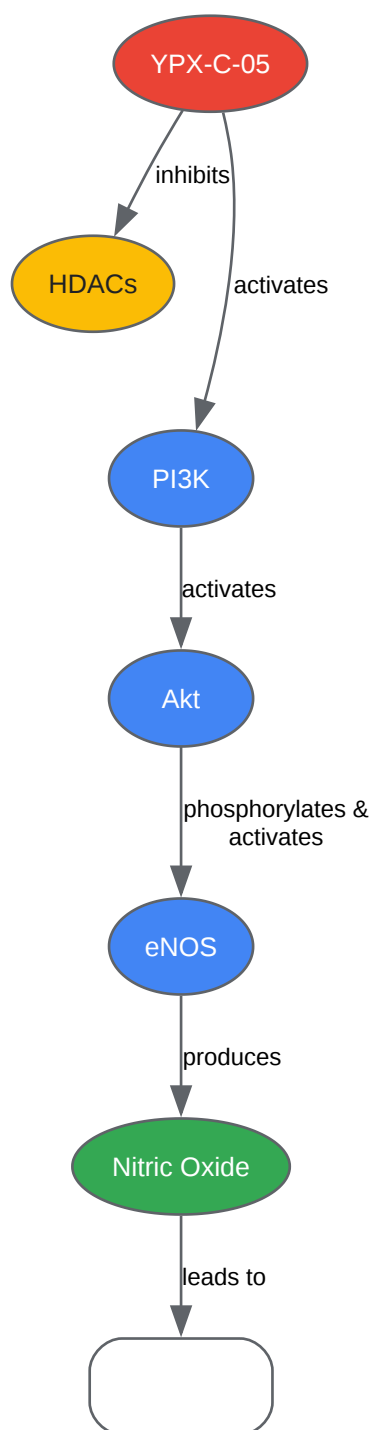 YPX-C-05
inhibits
HDACs
activates
PI3K
activates
Akt
phosphorylates &
activates
eNOS
produces
Nitric Oxide
leads to